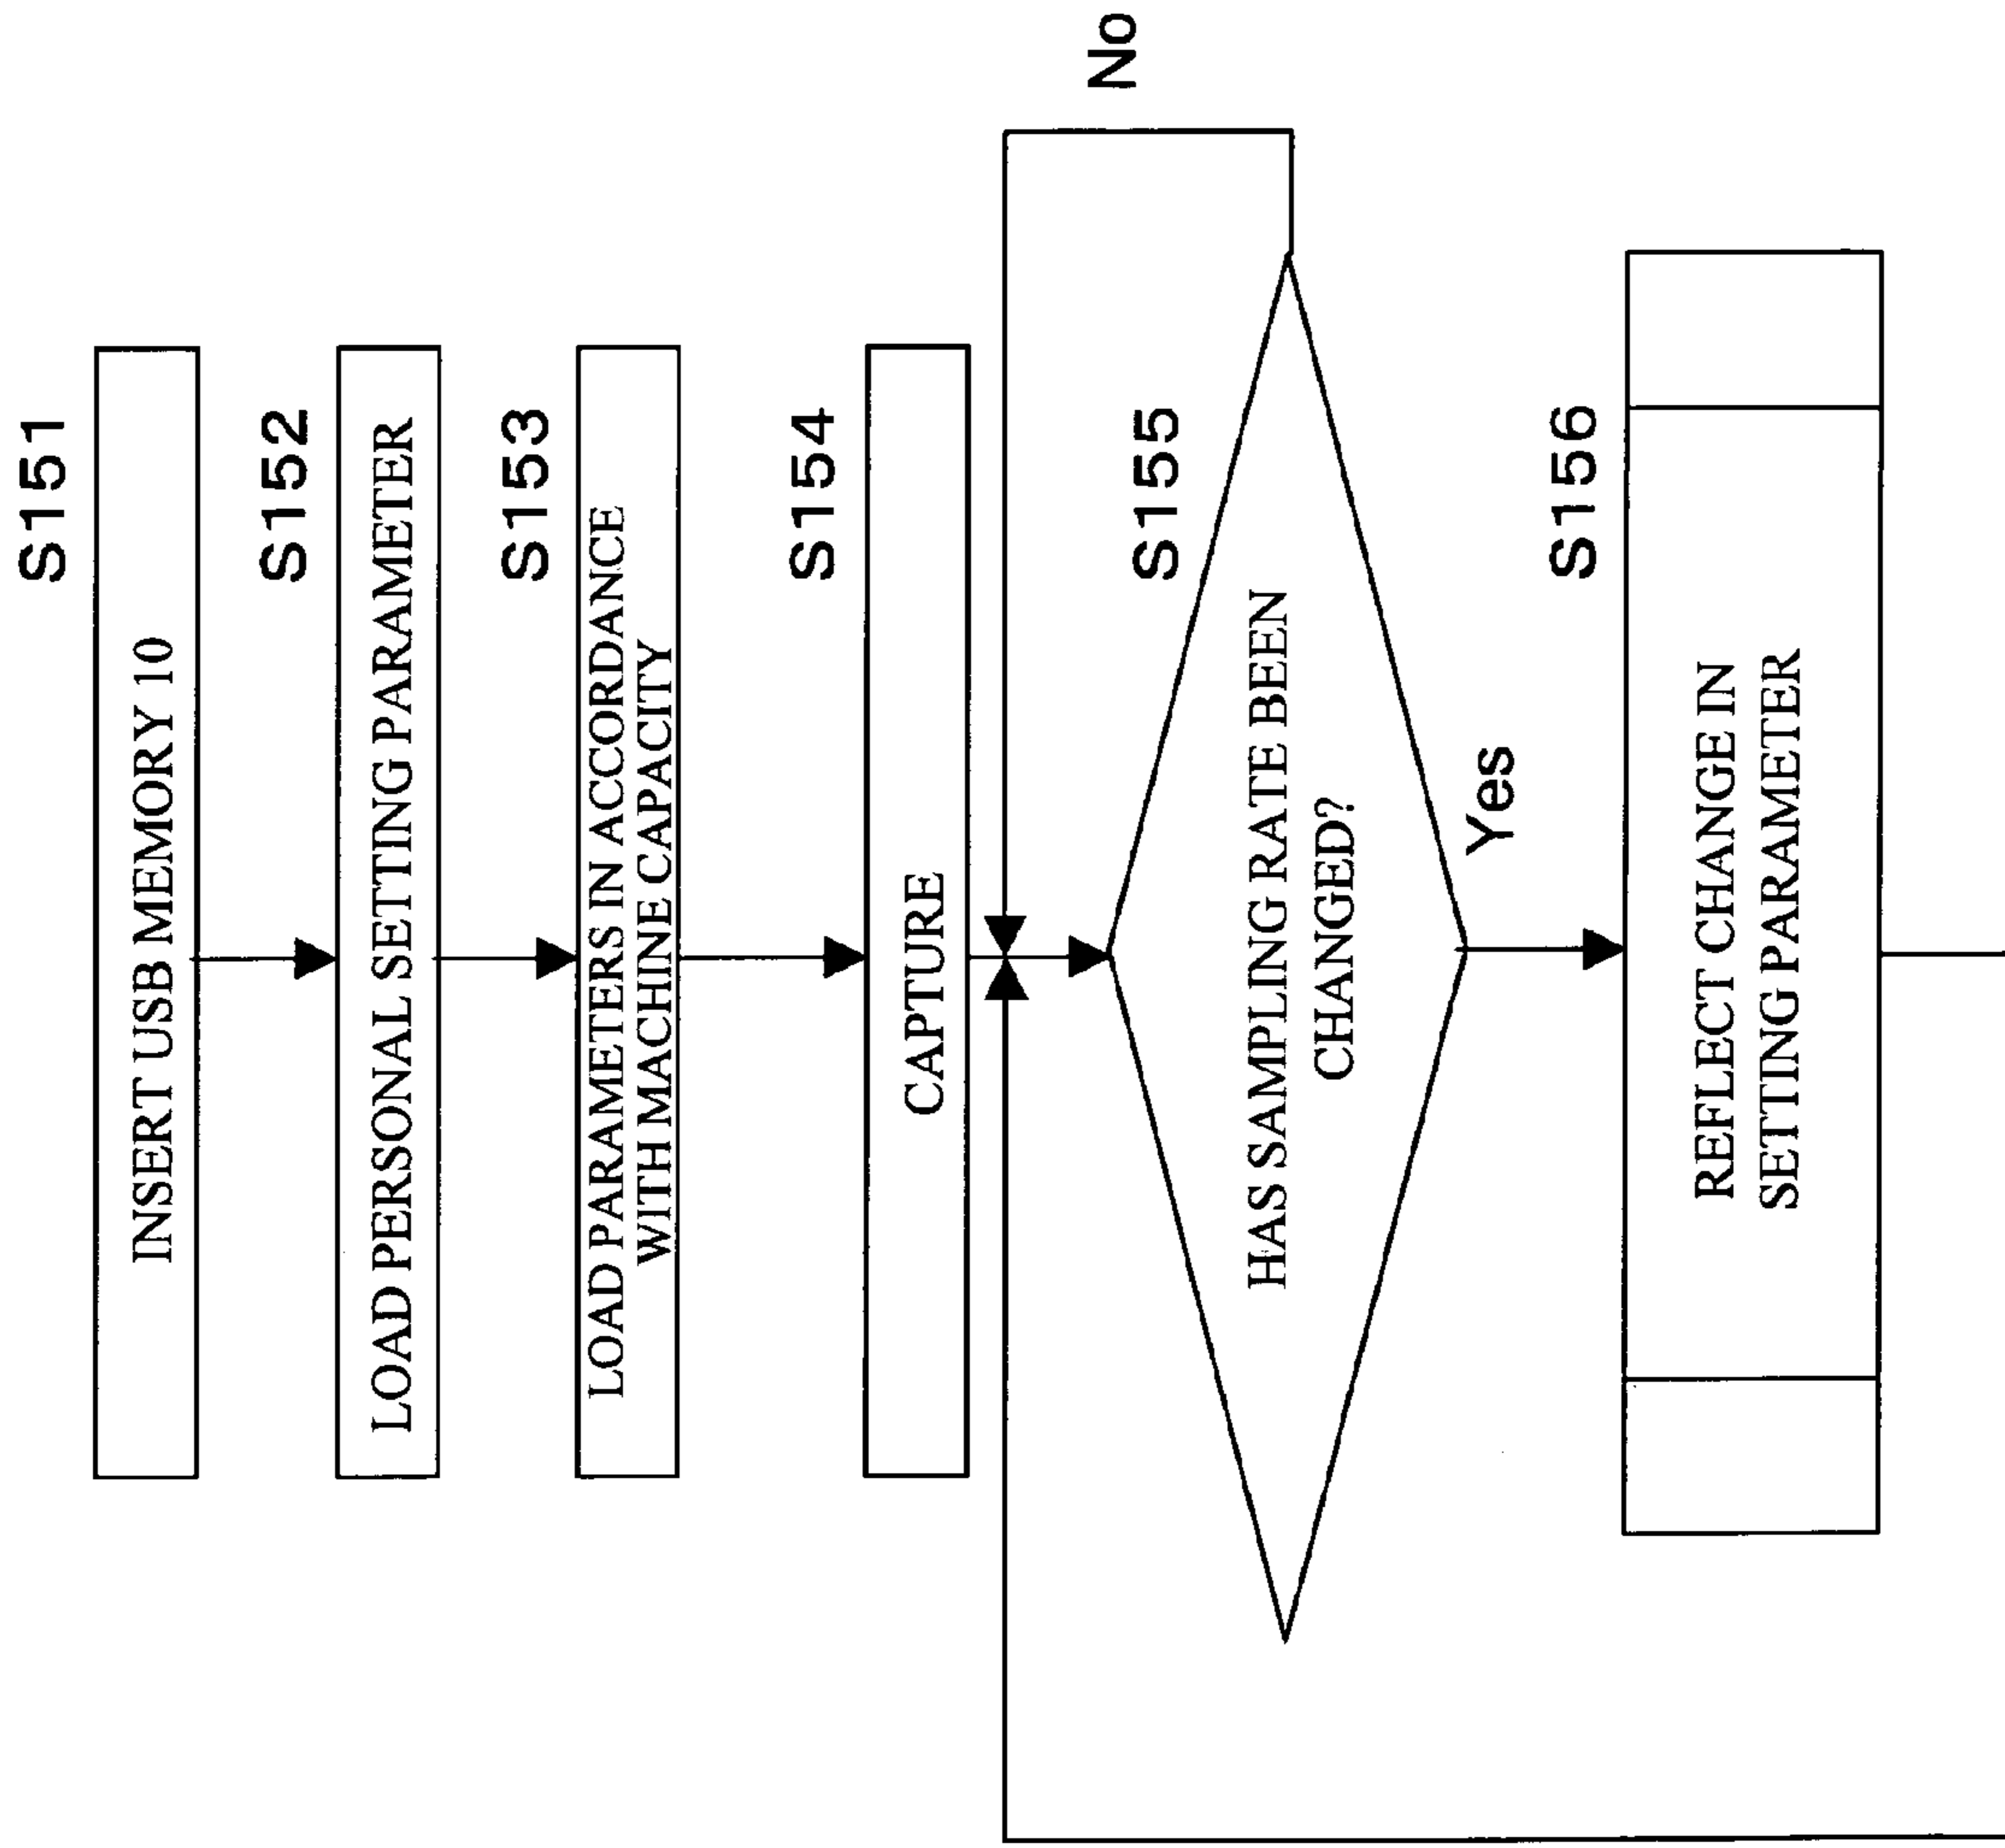 S151
INSERT USB MEMORY 10
S152
LOAD PERSONAL SETTING PARAMETER
S153
LOAD PARAMETERS IN ACCORDANCE
WITH MACHINE CAPACITY
S154
CAPTURE
No
S155
HAS SAMPLING RATE BEEN
CHANGED?
Yes
S156
REFLECT CHANGE IN
SETTING PARAMETER